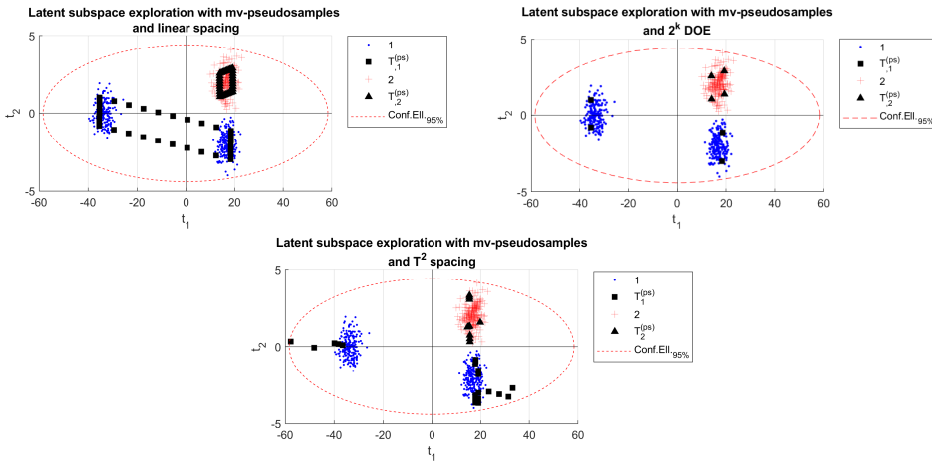 Latent subspace exploration with mv-pseudosamples
and linear spacing
5
0
-5
-60
-40
-20
0
20
40
60
t₂
t₁
1
T,1(ps)
2
T,2(ps)
Conf.Ell.95%
Latent subspace exploration with mv-pseudosamples
and 2ᵏ DOE
5
0
-5
-60
-40
-20
0
20
40
60
t₂
t₁
1
T,1(ps)
2
T,2(ps)
Conf.Ell.95%
Latent subspace exploration with mv-pseudosamples
and T² spacing
5
0
-5
-60
-40
-20
0
20
40
60
t₂
t₁
1
T1(ps)
2
T2(ps)
Conf.Ell.95%